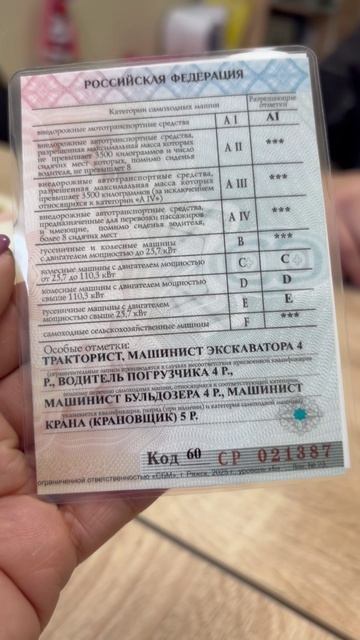 РОССИЙСКАЯ ФЕДЕРАЦИЯ
Категории самоходных машин
Разрешающие отметки
внедорожные мототранспортные средства A I AI
внедорожные автотранспортные средства,
разрешенная максимальная масса которых
не превышает 3500 килограммов и число
сидячих мест которых, помимо сиденья
водителя, не превышает 8 A II ***
внедорожные автотранспортные средства,
разрешенная максимальная масса которых
превышает 3500 килограммов (за исключением
относящихся к категории «A IV») A III ***
внедорожные автотранспортные средства,
предназначенные для перевозки пассажиров
и имеющие, помимо сиденья водителя,
более 8 сидячих мест A IV ***
гусеничные и колесные машины
с двигателем мощностью до 25,7 кВт B ***
колесные машины с двигателем мощностью
от 25,7 до 110,3 кВт C C
колесные машины с двигателем мощностью
свыше 110,3 кВт D D
гусеничные машины с двигателем
мощностью свыше 25,7 кВт E E
самоходные сельскохозяйственные машины F ***
Особые отметки:
ТРАКТОРИСТ, МАШИНИСТ ЭКСКАВАТОРА 4
Р., ВОДИТЕЛЬ ПОГРУЗЧИКА 4 Р.,
МАШИНИСТ БУЛЬДОЗЕРА 4 Р., МАШИНИСТ
КРАНА (КРАНОВЩИК) 5 Р.
Код 60 СР 021387
ограниченной ответственностью «СБМ», г. Ряжск, 2025 г.